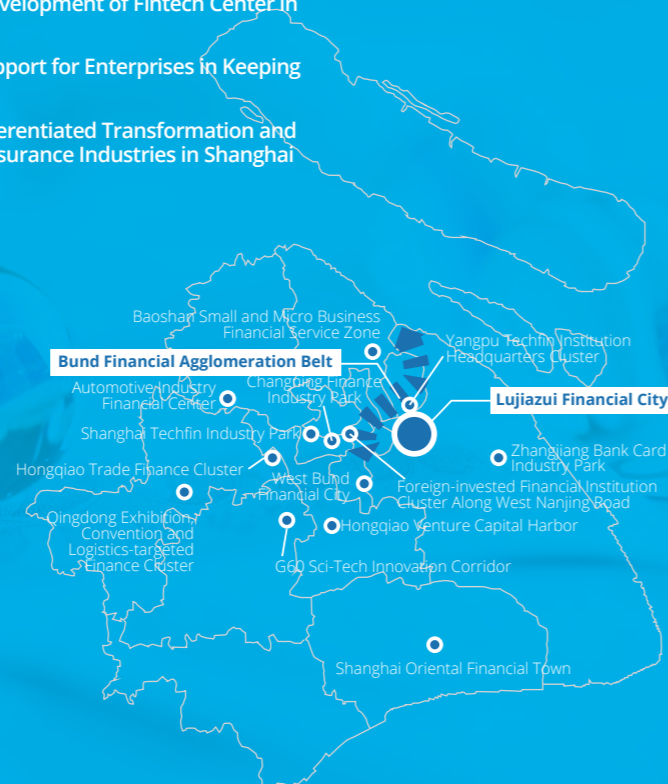 velopment of Fintech Center in
pport for Enterprises in Keeping
erentiated Transformation and
surance Industries in Shanghai
Baoshan Small and Micro Business
Financial Service Zone
Yangpu Techfin Institution
Headquarters Cluster
Bund Financial Agglomeration Belt
Automotive Industry
Financial Center
Changning Finance
Industry Park
Lujiazui Financial City
Shanghai Techfin Industry Park
Zhangjiang Bank Card
Industry Park
Hongqiao Trade Finance Cluster
West Bund
Financial City
Foreign-invested Financial Institution
Cluster Along West Nanjing Road
Qingdong Exhibition,
Convention and
Logistics-targeted
Finance Cluster
Hongqiao Venture Capital Harbor
G60 Sci-Tech Innovation Corridor
Shanghai Oriental Financial Town